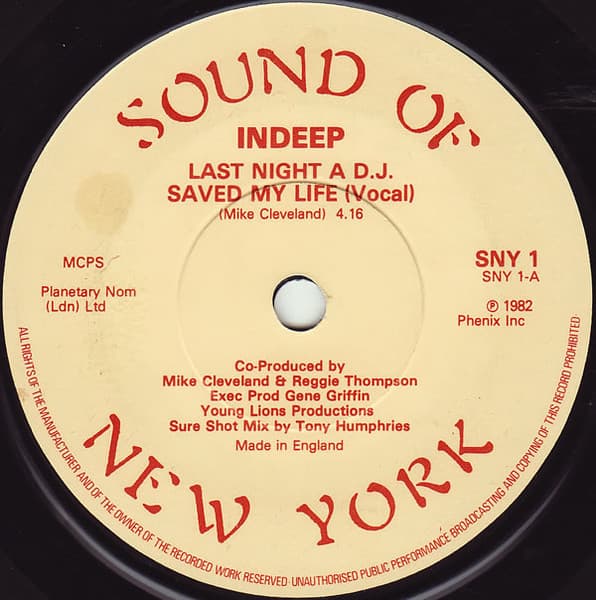 SOUND OF
INDEEP
LAST NIGHT A D.J.
SAVED MY LIFE (Vocal)
(Mike Cleveland) 4.16
MCPS
Planetary Nom
(Ldn) Ltd
SNY 1
SNY 1-A
℗ 1982
Phenix Inc
Co-Produced by
Mike Cleveland & Reggie Thompson
Exec Prod Gene Griffin
Young Lions Productions
Sure Shot Mix by Tony Humphries
Made in England
NEW YORK
ALL RIGHTS OF THE MANUFACTURER AND OF THE OWNER OF THE RECORDED WORK RESERVED· UNAUTHORISED PUBLIC PERFORMANCE BROADCASTING AND COPYING OF THIS RECORD PROHIBITED·